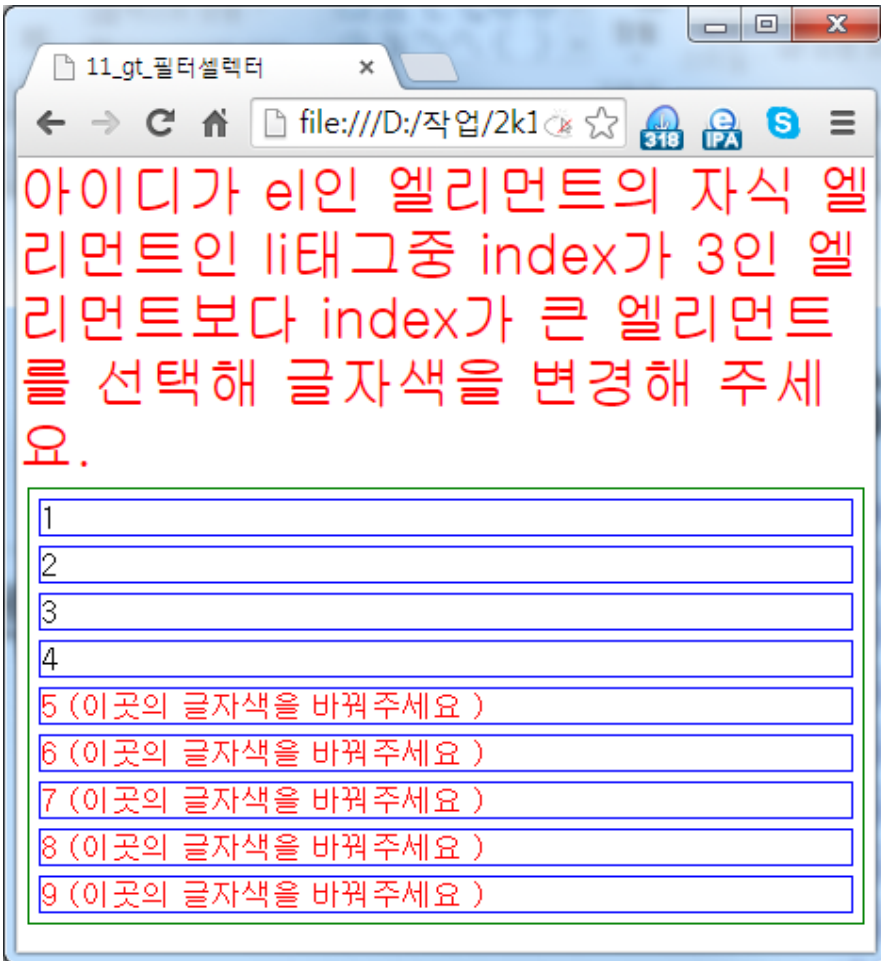 11_gt_필터셀렉터
file:///D:/작업/2k1
318
IPA
아이디가 el인 엘리먼트의 자식 엘
리먼트인 li태그중 index가 3인 엘
리먼트보다 index가 큰 엘리먼트
를 선택해 글자색을 변경해 주세
요.
1
2
3
4
5 (이곳의 글자색을 바꿔주세요 )
6 (이곳의 글자색을 바꿔주세요 )
7 (이곳의 글자색을 바꿔주세요 )
8 (이곳의 글자색을 바꿔주세요 )
9 (이곳의 글자색을 바꿔주세요 )